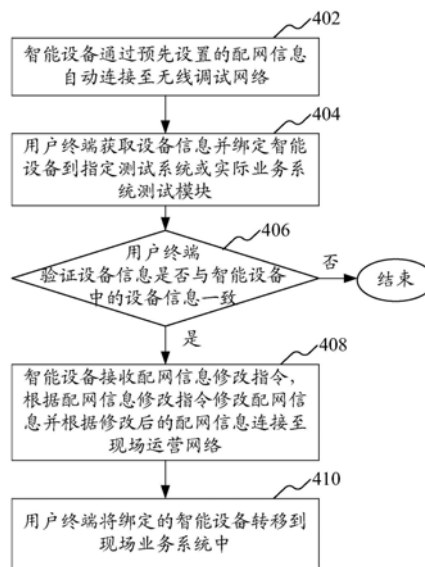 402
智能设备通过预先设置的配网信息
自动连接至无线调试网络
404
用户终端获取设备信息并绑定智能
设备到指定测试系统或实际业务系
统测试模块
406
用户终端
验证设备信息是否与智能设备
中的设备信息一致
否
结束
是
408
智能设备接收配网信息修改指令，
根据配网信息修改指令修改配网信
息并根据修改后的配网信息连接至
现场运营网络
410
用户终端将绑定的智能设备转移到
现场业务系统中